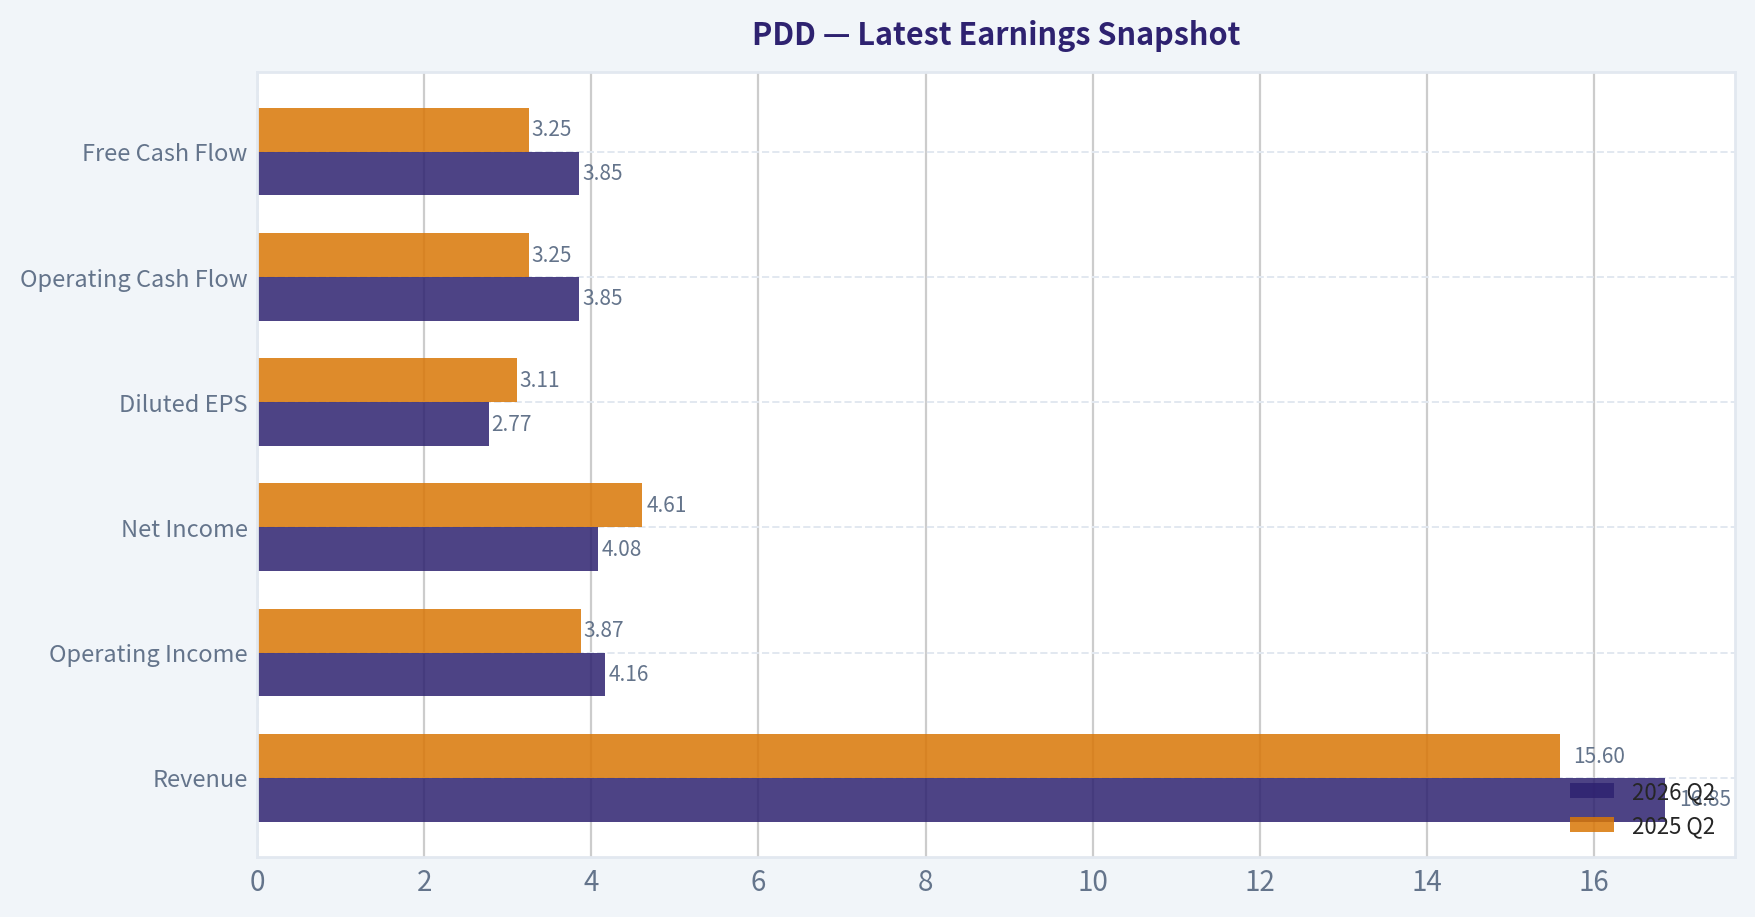 PDD — Latest Earnings Snapshot
Free Cash Flow
3.25
3.85
Operating Cash Flow
3.25
3.85
Diluted EPS
3.11
2.77
Net Income
4.61
4.08
Operating Income
3.87
4.16
Revenue
15.60
16.85
2026 Q2
2025 Q2
0 2 4 6 8 10 12 14 16